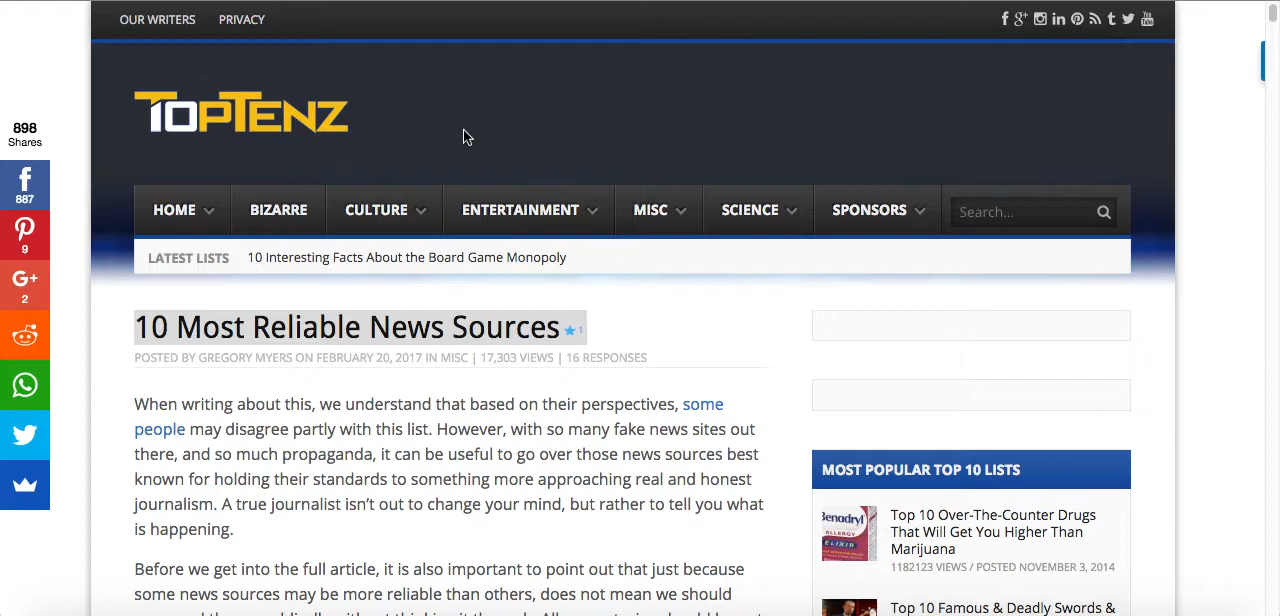 OUR WRITERS PRIVACY
898
Shares
887
9
2
TOPTENZ
HOME BIZARRE CULTURE ENTERTAINMENT MISC SCIENCE SPONSORS Search...
LATEST LISTS 10 Interesting Facts About the Board Game Monopoly
10 Most Reliable News Sources 1
POSTED BY GREGORY MYERS ON FEBRUARY 20, 2017 IN MISC | 17,303 VIEWS | 16 RESPONSES
When writing about this, we understand that based on their perspectives, some
people may disagree partly with this list. However, with so many fake news sites out
there, and so much propaganda, it can be useful to go over those news sources best
known for holding their standards to something more approaching real and honest
journalism. A true journalist isn’t out to change your mind, but rather to tell you what
is happening.
Before we get into the full article, it is also important to point out that just because
some news sources may be more reliable than others, does not mean we should
MOST POPULAR TOP 10 LISTS
Benadryl
ALLERGY
ELIXIR
Top 10 Over-The-Counter Drugs
That Will Get You Higher Than
Marijuana
1182123 VIEWS / POSTED NOVEMBER 3, 2014
Top 10 Famous & Deadly Swords &